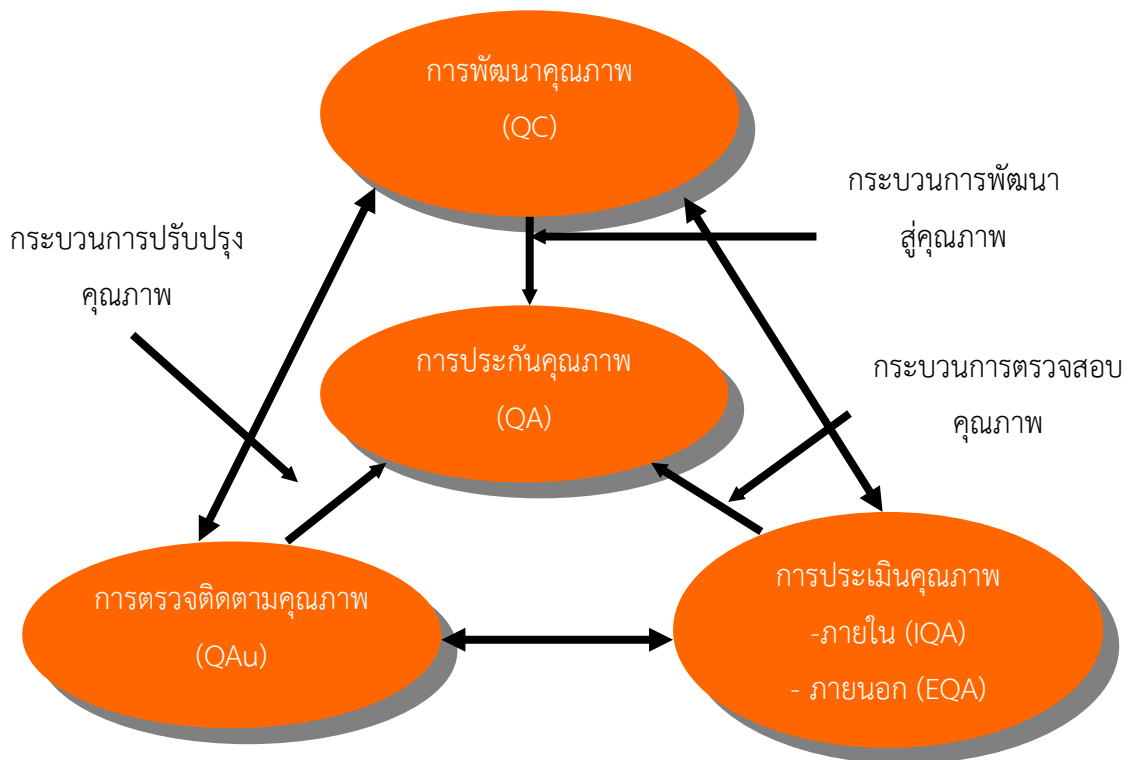 การพัฒนาคุณภาพ
(QC)
กระบวนการพัฒนา
สู่คุณภาพ
กระบวนการปรับปรุง
คุณภาพ
การประกันคุณภาพ
(QA)
กระบวนการตรวจสอบ
คุณภาพ
การตรวจติดตามคุณภาพ
(QAu)
การประเมินคุณภาพ
-ภายใน (IQA)
- ภายนอก (EQA)